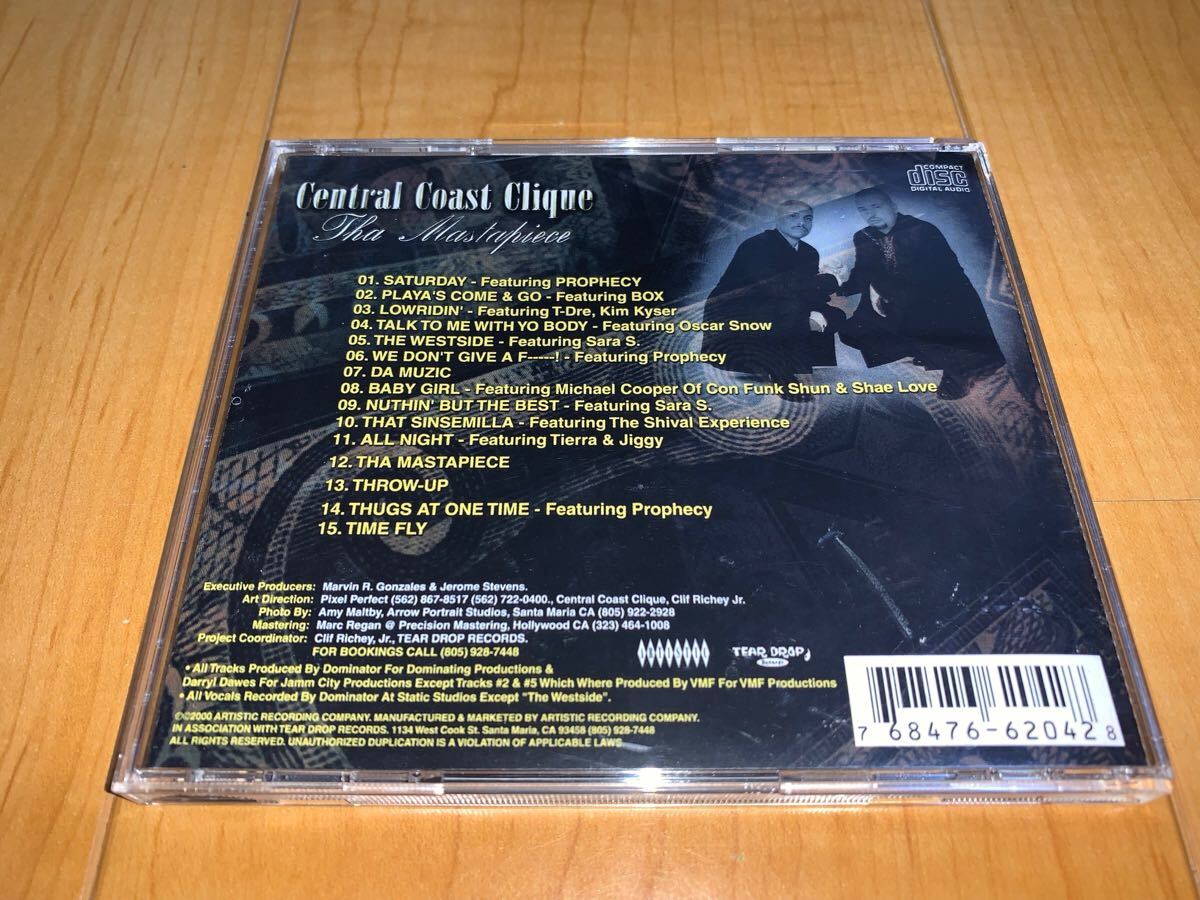 COMPACT
disc
DIGITAL AUDIO
Central Coast Clique
Tha Mastapiece
01. SATURDAY - Featuring PROPHECY
02. PLAYA'S COME & GO - Featuring BOX
03. LOWRIDIN' - Featuring T-Dre, Kim Kyser
04. TALK TO ME WITH YO BODY - Featuring Oscar Snow
05. THE WESTSIDE - Featuring Sara S.
06. WE DON'T GIVE A F-----! - Featuring Prophecy
07. DA MUZIC
08. BABY GIRL - Featuring Michael Cooper Of Con Funk Shun & Shae Love
09. NUTHIN' BUT THE BEST - Featuring Sara S.
10. THAT SINSEMILLA - Featuring The Shival Experience
11. ALL NIGHT - Featuring Tierra & Jiggy
12. THA MASTAPIECE
13. THROW-UP
14. THUGS AT ONE TIME - Featuring Prophecy
15. TIME FLY
Executive Producers: Marvin R. Gonzales & Jerome Stevens.
Art Direction: Pixel Perfect (562) 867-8517 (562) 722-0400., Central Coast Clique, Clif Richey Jr.
Photo By: Amy Maltby, Arrow Portrait Studios, Santa Maria CA (805) 922-2928
Mastering: Marc Regan @ Precision Mastering, Hollywood CA (323) 464-1008
Project Coordinator: Clif Richey, Jr., TEAR DROP RECORDS.
FOR BOOKINGS CALL (805) 928-7448
TEAR DROP
Records
• All Tracks Produced By Dominator For Dominating Productions &
Darryl Dawes For Jamm City Productions Except Tracks #2 & #5 Which Where Produced By VMF For VMF Productions
• All Vocals Recorded By Dominator At Static Studios Except "The Westside".
℗©2000 ARTISTIC RECORDING COMPANY. MANUFACTURED & MARKETED BY ARTISTIC RECORDING COMPANY.
IN ASSOCIATION WITH TEAR DROP RECORDS. 1134 West Cook St. Santa Maria, CA 93458 (805) 928-7448
ALL RIGHTS RESERVED. UNAUTHORIZED DUPLICATION IS A VIOLATION OF APPLICABLE LAWS
7 68476-62042 8